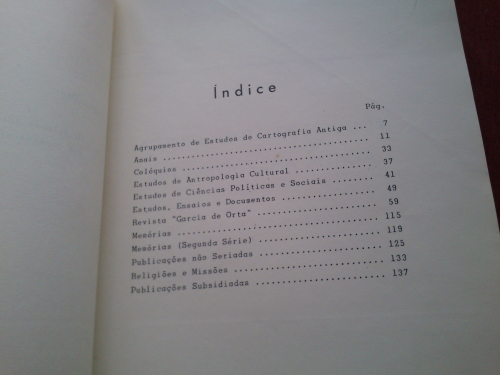 Índice
Pág.
Agrupamento de Estudos de Cartografia Antiga ... 7
Anais ........................................ 11
Colóquios .................................... 33
Estudos de Antropologia Cultural ............. 37
Estudos de Ciências Políticas e Sociais ...... 41
Estudos, Ensaios e Documentos ................ 49
Revista "Garcia de Orta" ..................... 59
Memórias ..................................... 115
Memórias (Segunda Série) ..................... 119
Publicações não Seriadas ..................... 125
Religiões e Missões .......................... 133
Publicações Subsidiadas ...................... 137